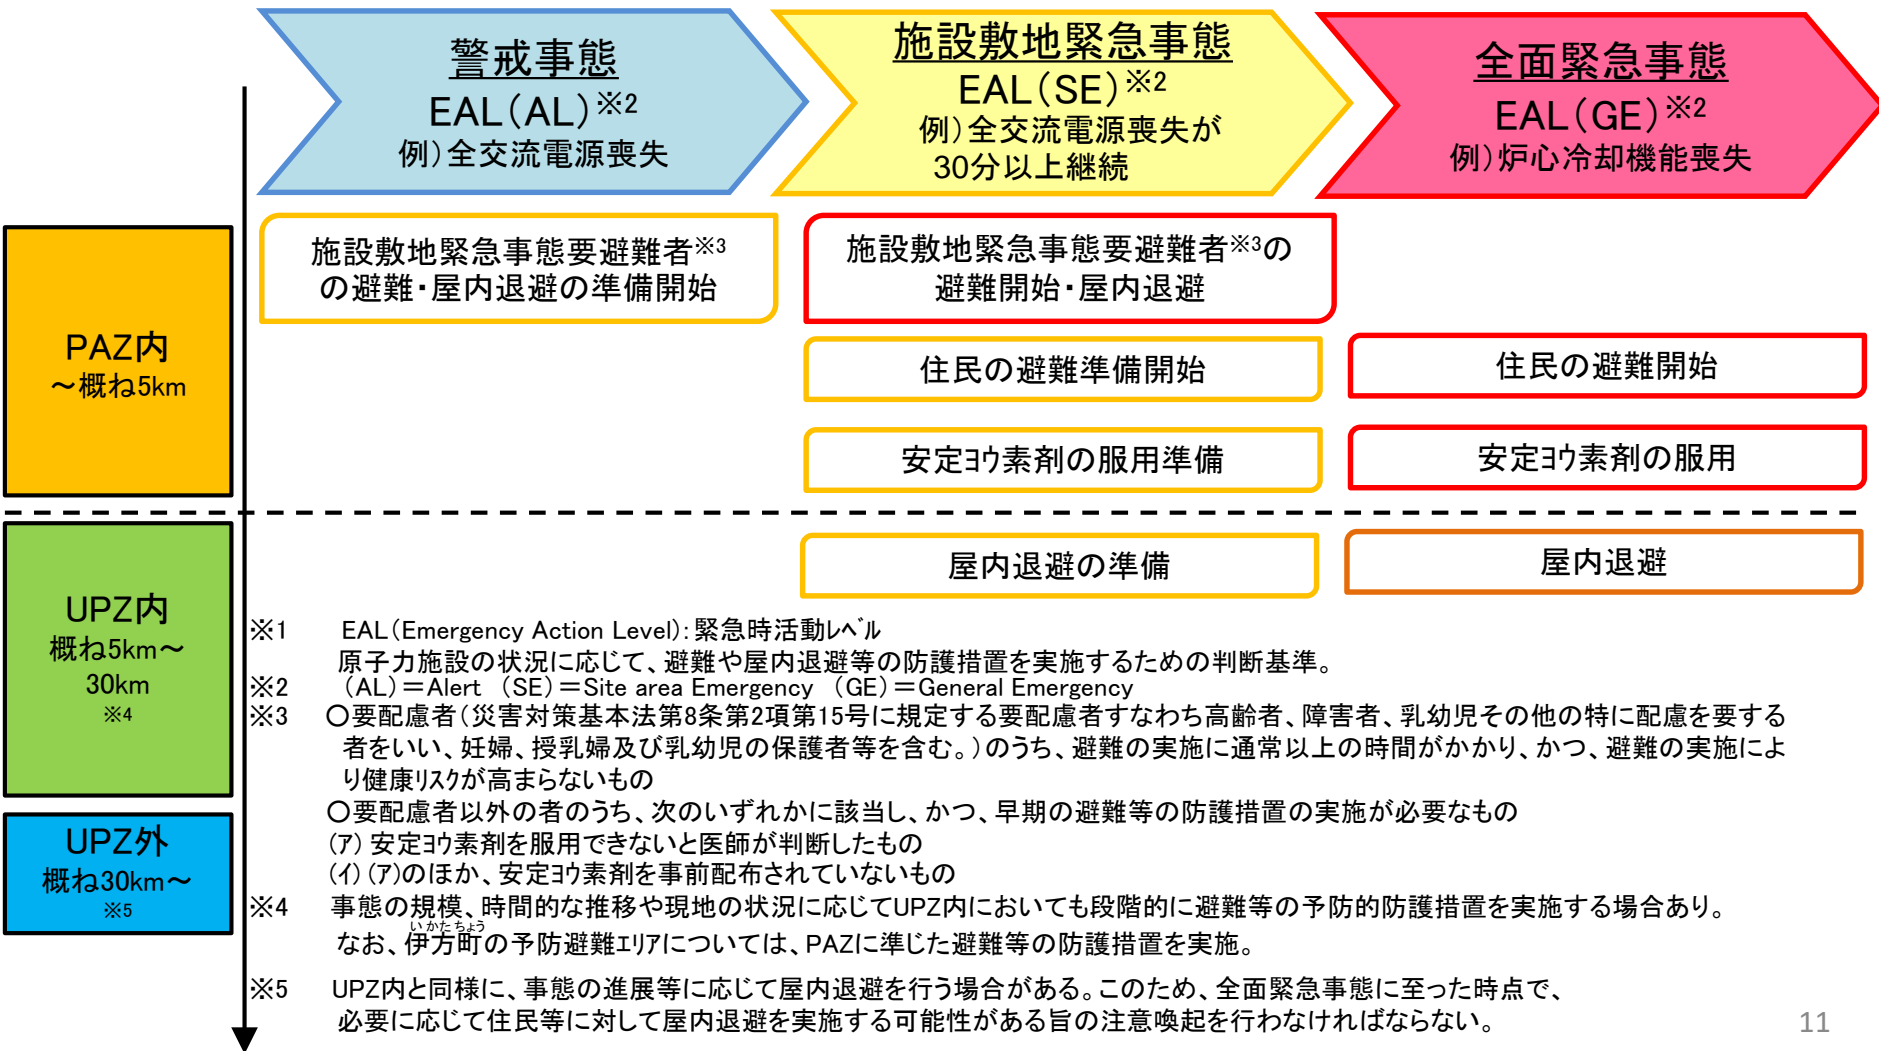 警戒事態
EAL(AL)※2
例)全交流電源喪失
施設敷地緊急事態
EAL(SE)※2
例)全交流電源喪失が
30分以上継続
全面緊急事態
EAL(GE)※2
例)炉心冷却機能喪失
PAZ内
～概ね5km
施設敷地緊急事態要避難者※3
の避難・屋内退避の準備開始
施設敷地緊急事態要避難者※3の
避難開始・屋内退避
住民の避難準備開始
住民の避難開始
安定ﾖｳ素剤の服用準備
安定ﾖｳ素剤の服用
UPZ内
概ね5km～
30km
※4
屋内退避の準備
屋内退避
UPZ外
概ね30km～
※5
※1 EAL(Emergency Action Level):緊急時活動ﾚﾍﾞﾙ
原子力施設の状況に応じて、避難や屋内退避等の防護措置を実施するための判断基準。
※2 (AL)=Alert (SE)=Site area Emergency (GE)=General Emergency
※3 〇要配慮者(災害対策基本法第8条第2項第15号に規定する要配慮者すなわち高齢者、障害者、乳幼児その他の特に配慮を要する
者をいい、妊婦、授乳婦及び乳幼児の保護者等を含む。)のうち、避難の実施に通常以上の時間がかかり、かつ、避難の実施によ
り健康ﾘｽｸが高まらないもの
〇要配慮者以外の者のうち、次のいずれかに該当し、かつ、早期の避難等の防護措置の実施が必要なもの
(ｱ) 安定ﾖｳ素剤を服用できないと医師が判断したもの
(ｲ) (ｱ)のほか、安定ﾖｳ素剤を事前配布されていないもの
※4 事態の規模、時間的な推移や現地の状況に応じてUPZ内においても段階的に避難等の予防的防護措置を実施する場合あり。
いかたちょう
なお、伊方町の予防避難ｴﾘｱについては、PAZに準じた避難等の防護措置を実施。
※5 UPZ内と同様に、事態の進展等に応じて屋内退避を行う場合がある。このため、全面緊急事態に至った時点で、
必要に応じて住民等に対して屋内退避を実施する可能性がある旨の注意喚起を行わなければならない。
11